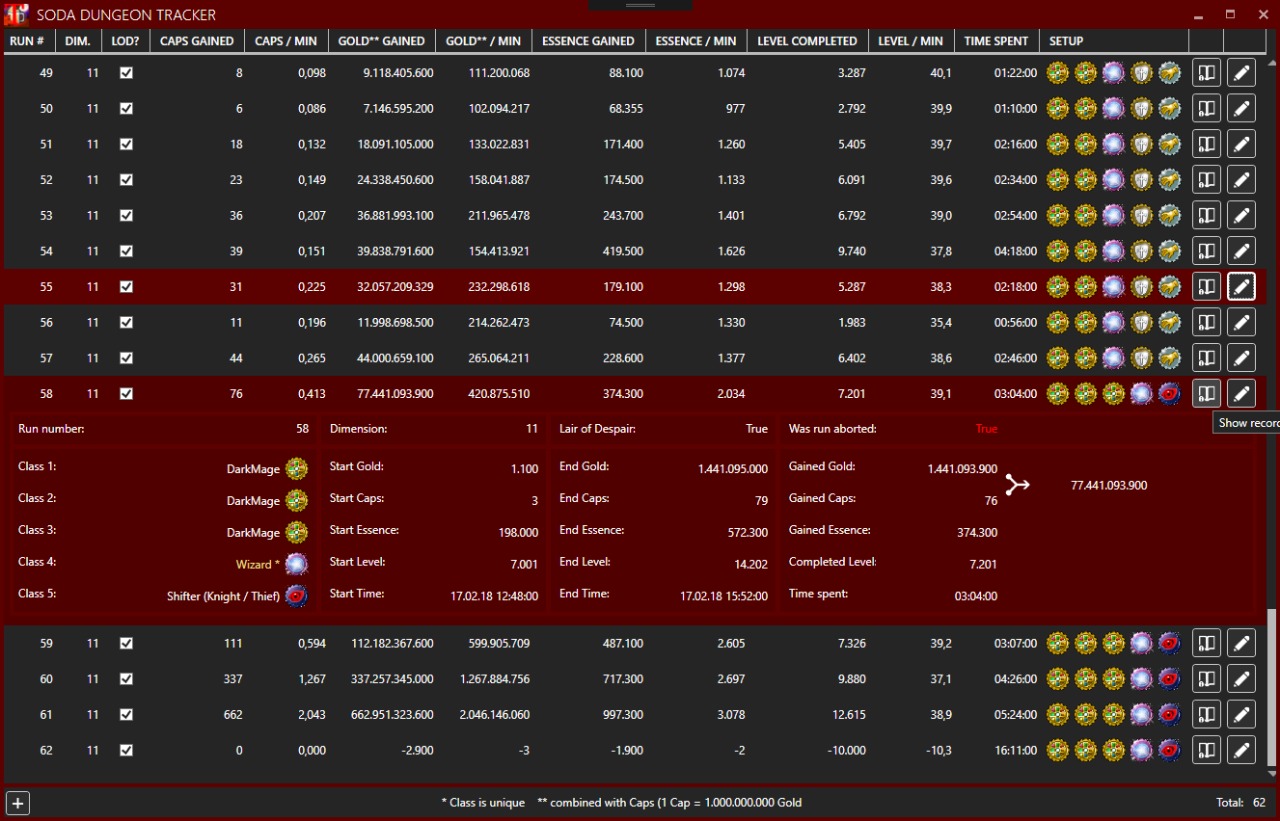 SODA DUNGEON TRACKER
RUN # DIM. LOD? CAPS GAINED CAPS / MIN GOLD** GAINED GOLD** / MIN ESSENCE GAINED ESSENCE / MIN LEVEL COMPLETED LEVEL / MIN TIME SPENT SETUP
49 11 8 0,098 9.118.405.600 111.200.068 88.100 1.074 3.287 40,1 01:22:00
50 11 6 0,086 7.146.595.200 102.094.217 68.355 977 2.792 39,9 01:10:00
51 11 18 0,132 18.091.105.000 133.022.831 171.400 1.260 5.405 39,7 02:16:00
52 11 23 0,149 24.338.450.600 158.041.887 174.500 1.133 6.091 39,6 02:34:00
53 11 36 0,207 36.881.993.100 211.965.478 243.700 1.401 6.792 39,0 02:54:00
54 11 39 0,151 39.838.791.600 154.413.921 419.500 1.626 9.740 37,8 04:18:00
55 11 31 0,225 32.057.209.329 232.298.618 179.100 1.298 5.287 38,3 02:18:00
56 11 11 0,196 11.998.698.500 214.262.473 74.500 1.330 1.983 35,4 00:56:00
57 11 44 0,265 44.000.659.100 265.064.211 228.600 1.377 6.402 38,6 02:46:00
58 11 76 0,413 77.441.093.900 420.875.510 374.300 2.034 7.201 39,1 03:04:00
Show record
Run number: 58 Dimension: 11 Lair of Despair: True Was run aborted: True
Class 1: DarkMage Start Gold: 1.100 End Gold: 1.441.095.000 Gained Gold: 1.441.093.900
77.441.093.900
Class 2: DarkMage Start Caps: 3 End Caps: 79 Gained Caps: 76
Class 3: DarkMage Start Essence: 198.000 End Essence: 572.300 Gained Essence: 374.300
Class 4: Wizard * Start Level: 7.001 End Level: 14.202 Completed Level: 7.201
Class 5: Shifter (Knight / Thief) Start Time: 17.02.18 12:48:00 End Time: 17.02.18 15:52:00 Time spent: 03:04:00
59 11 111 0,594 112.182.367.600 599.905.709 487.100 2.605 7.326 39,2 03:07:00
60 11 337 1,267 337.257.345.000 1.267.884.756 717.300 2.697 9.880 37,1 04:26:00
61 11 662 2,043 662.951.323.600 2.046.146.060 997.300 3.078 12.615 38,9 05:24:00
62 11 0 0,000 -2.900 -3 -1.900 -2 -10.000 -10,3 16:11:00
* Class is unique ** combined with Caps (1 Cap = 1.000.000.000 Gold
Total: 62